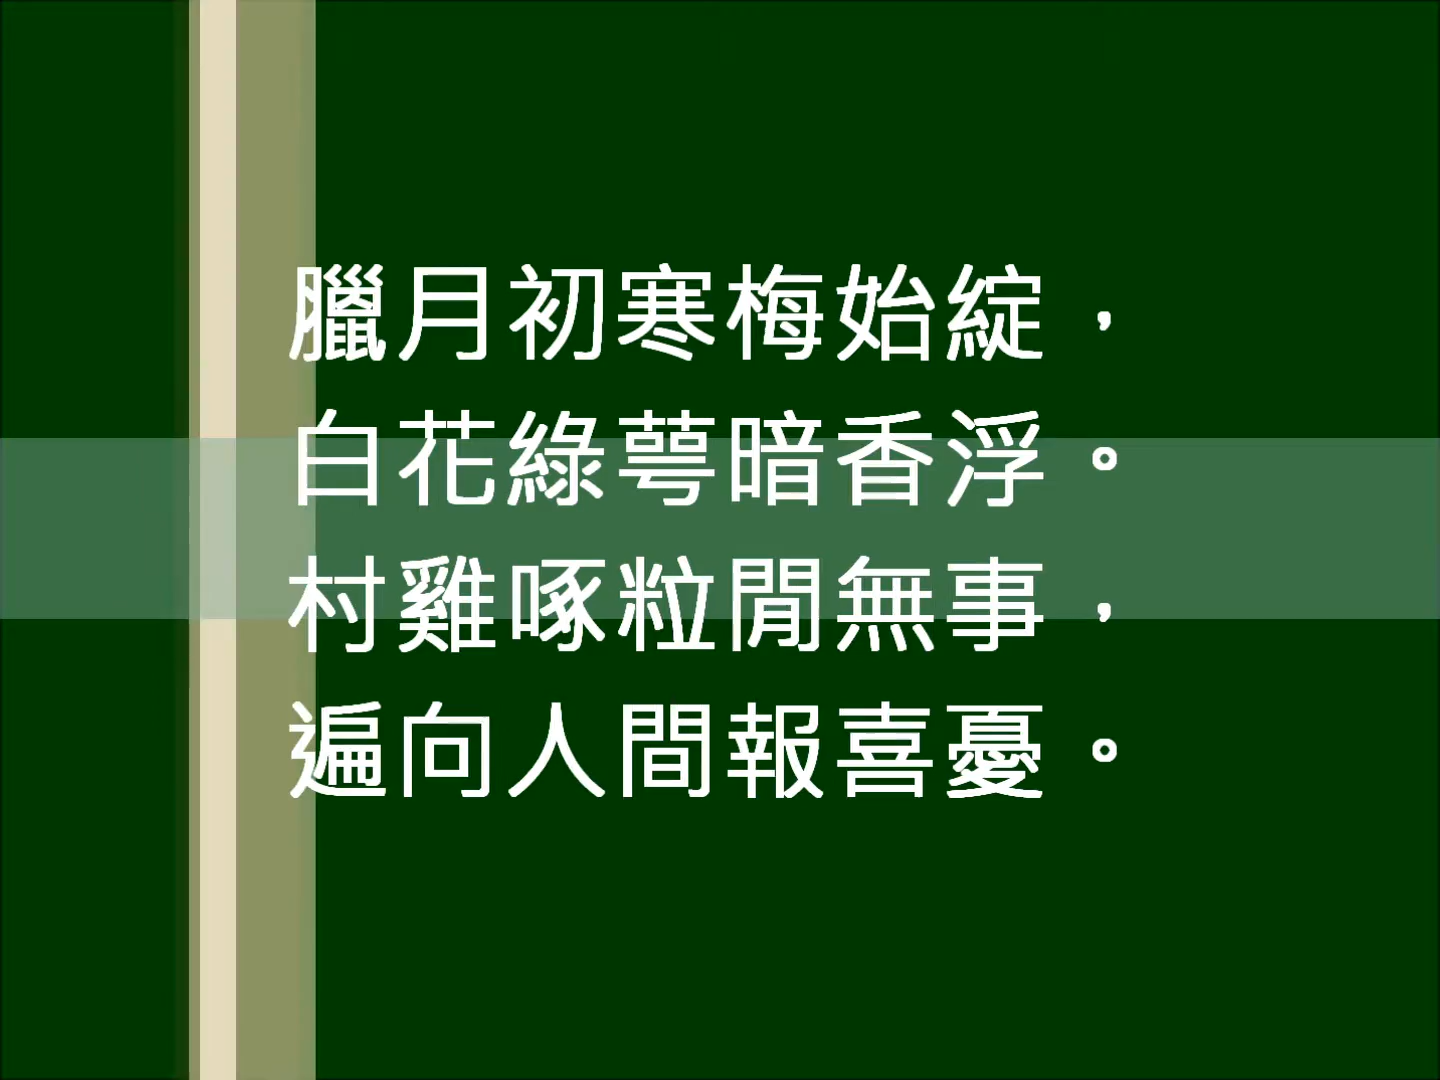 臘月初寒梅始綻，
白花綠萼暗香浮。
村雞啄粒閒無事，
遍向人間報喜憂。